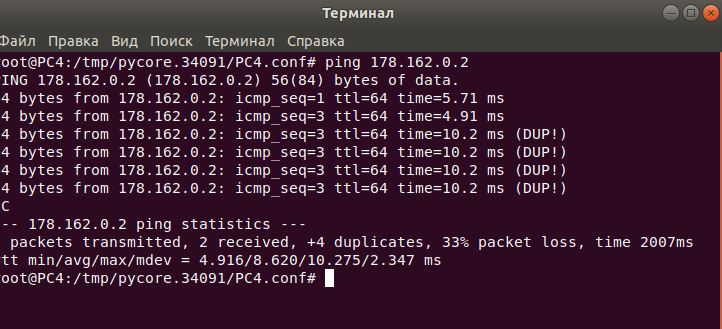 Терминал
Файл Правка Вид Поиск Терминал Справка
root@PC4:/tmp/pycore.34091/PC4.conf# ping 178.162.0.2
PING 178.162.0.2 (178.162.0.2) 56(84) bytes of data.
4 bytes from 178.162.0.2: icmp_seq=1 ttl=64 time=5.71 ms
4 bytes from 178.162.0.2: icmp_seq=3 ttl=64 time=4.91 ms
4 bytes from 178.162.0.2: icmp_seq=3 ttl=64 time=10.2 ms (DUP!)
4 bytes from 178.162.0.2: icmp_seq=3 ttl=64 time=10.2 ms (DUP!)
4 bytes from 178.162.0.2: icmp_seq=3 ttl=64 time=10.2 ms (DUP!)
4 bytes from 178.162.0.2: icmp_seq=3 ttl=64 time=10.2 ms (DUP!)
C
-- 178.162.0.2 ping statistics ---
packets transmitted, 2 received, +4 duplicates, 33% packet loss, time 2007ms
rtt min/avg/max/mdev = 4.916/8.620/10.275/2.347 ms
root@PC4:/tmp/pycore.34091/PC4.conf#